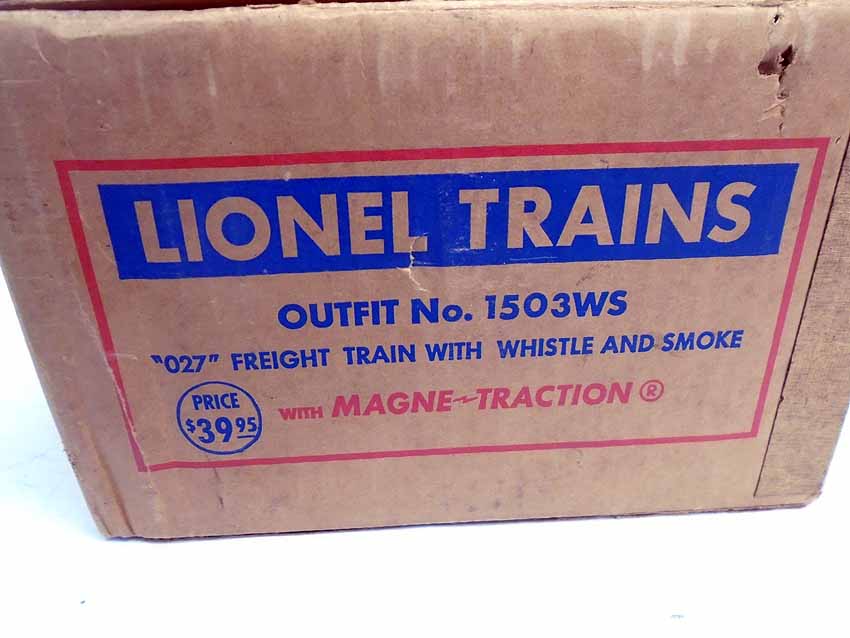 LIONEL TRAINS
OUTFIT No. 1503WS
"027" FREIGHT TRAIN WITH WHISTLE AND SMOKE
PRICE
$39.95
WITH MAGNE-TRACTION ®